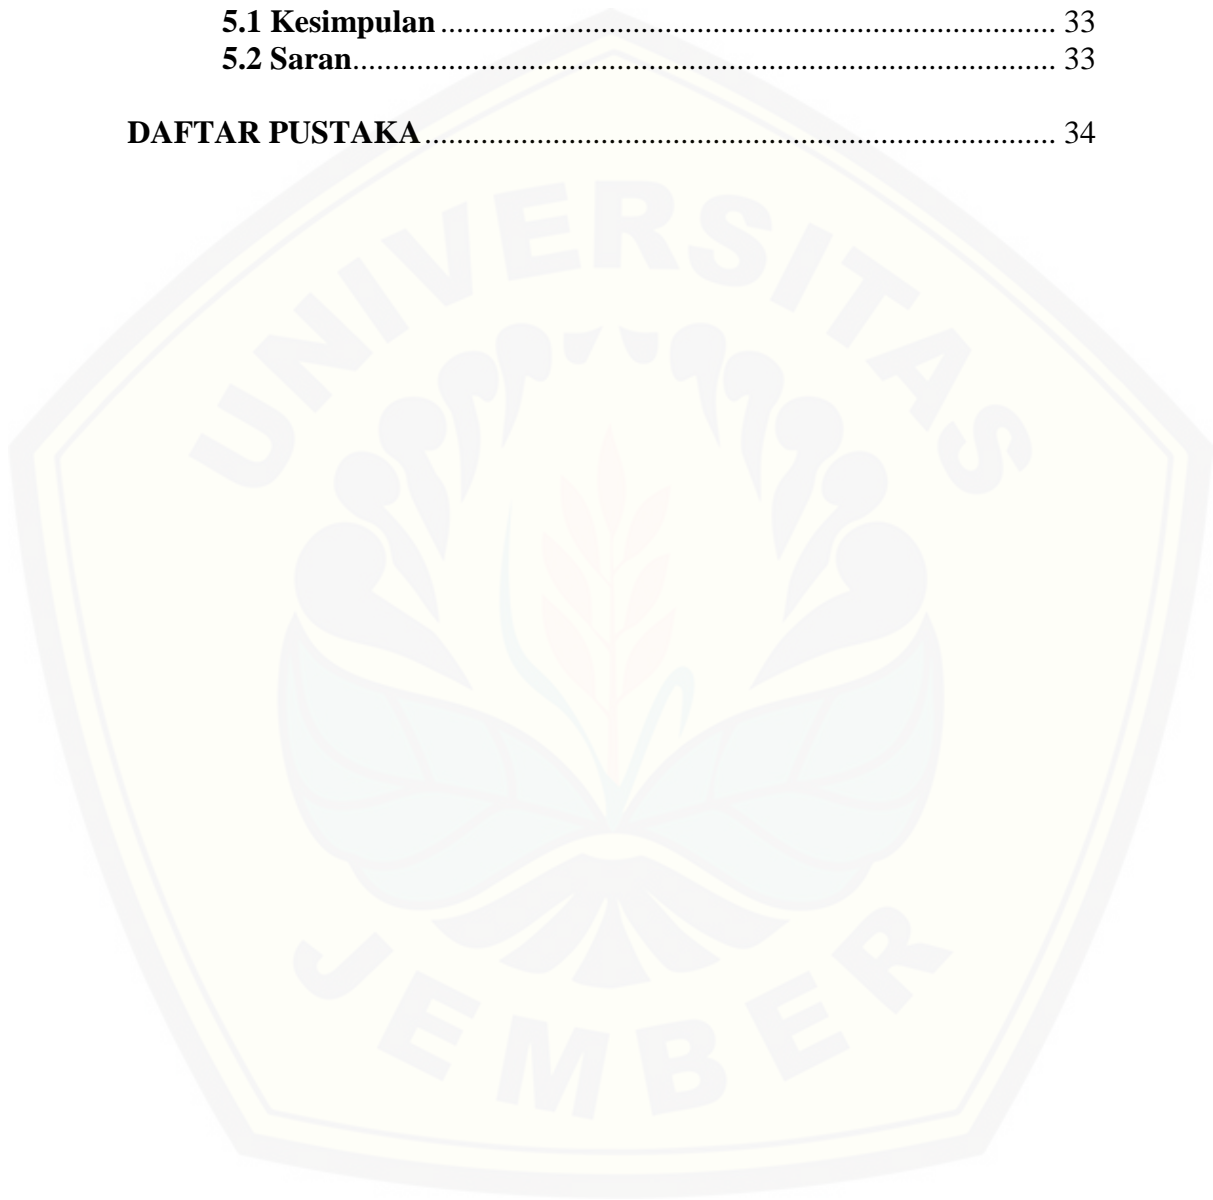 5.1 Kesimpulan ............................................................................ 33
5.2 Saran....................................................................................... 33
DAFTAR PUSTAKA .............................................................................. 34
UNIVERSITAS
JEMBER